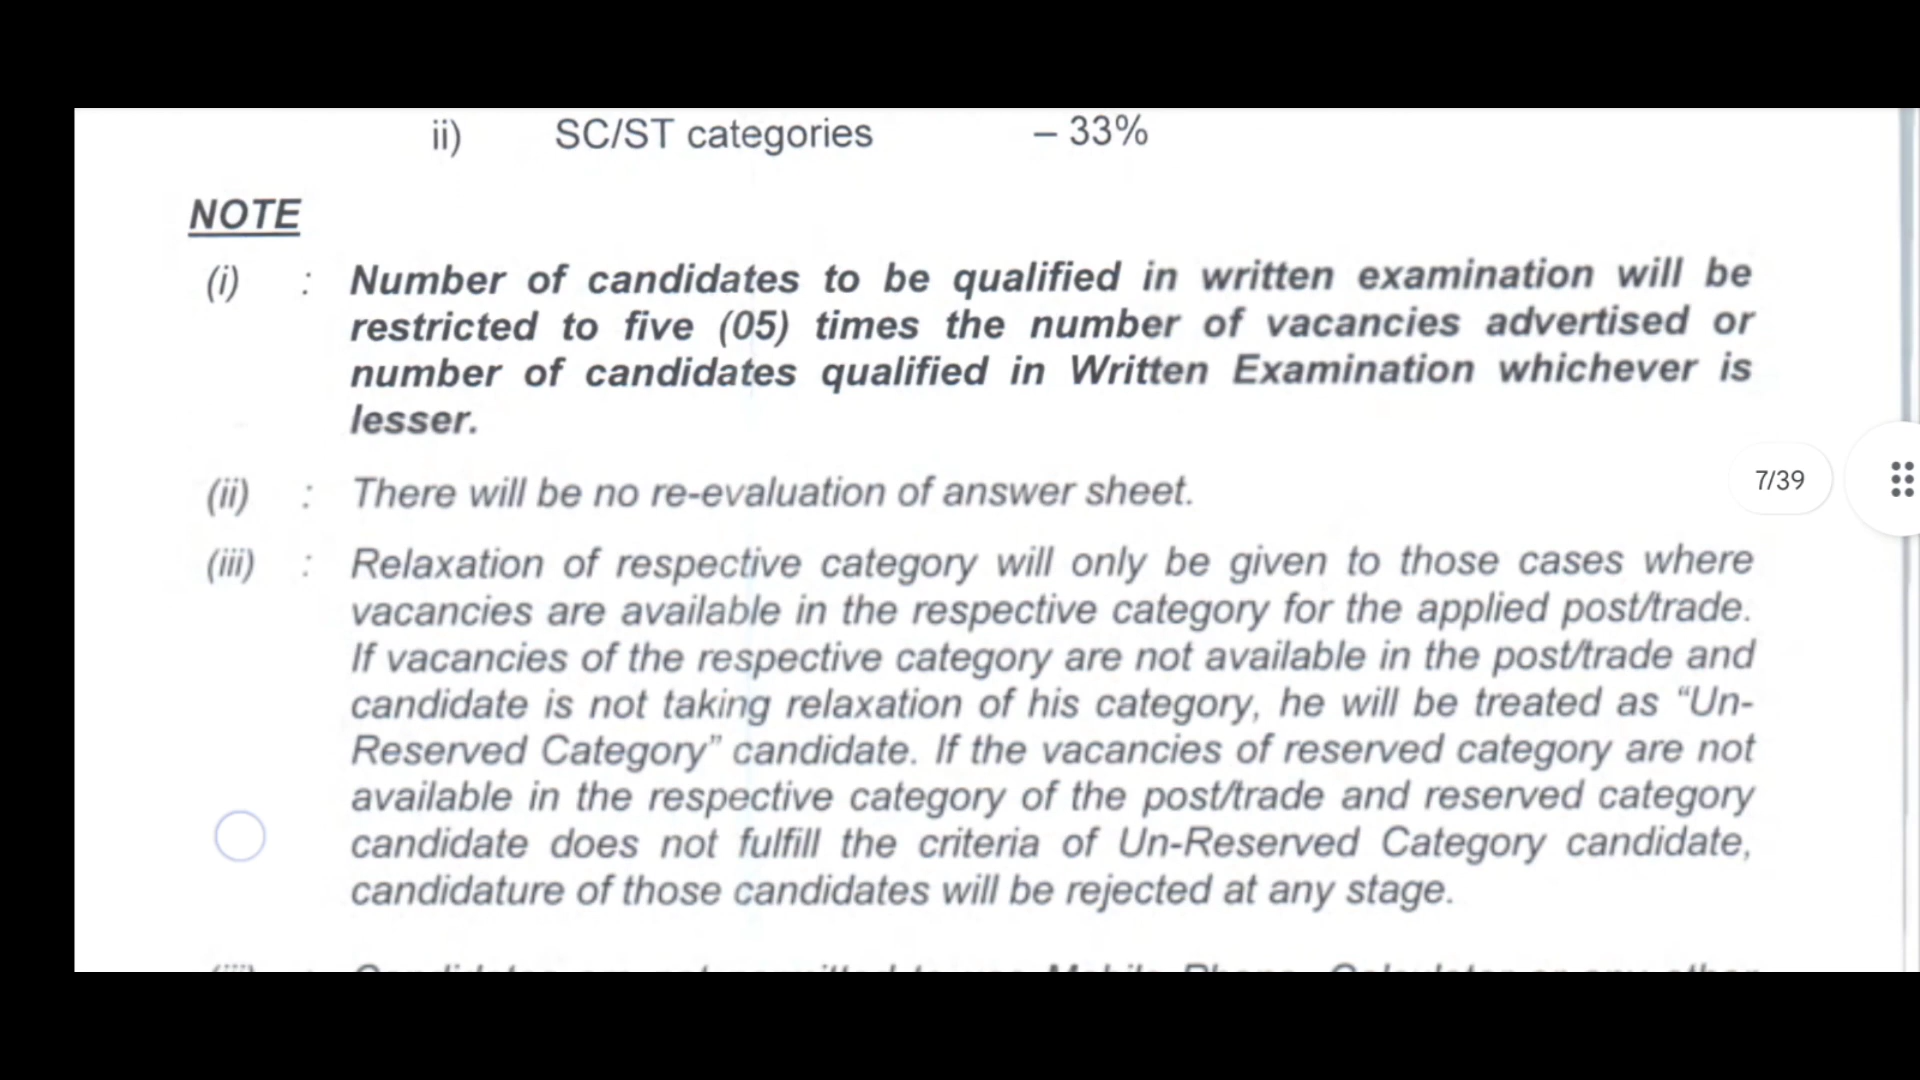 ii) SC/ST categories – 33%
NOTE
(i) : Number of candidates to be qualified in written examination will be
restricted to five (05) times the number of vacancies advertised or
number of candidates qualified in Written Examination whichever is
lesser.
(ii) : There will be no re-evaluation of answer sheet.
7/39
(iii) : Relaxation of respective category will only be given to those cases where
vacancies are available in the respective category for the applied post/trade.
If vacancies of the respective category are not available in the post/trade and
candidate is not taking relaxation of his category, he will be treated as “Un-
Reserved Category” candidate. If the vacancies of reserved category are not
available in the respective category of the post/trade and reserved category
candidate does not fulfill the criteria of Un-Reserved Category candidate,
candidature of those candidates will be rejected at any stage.